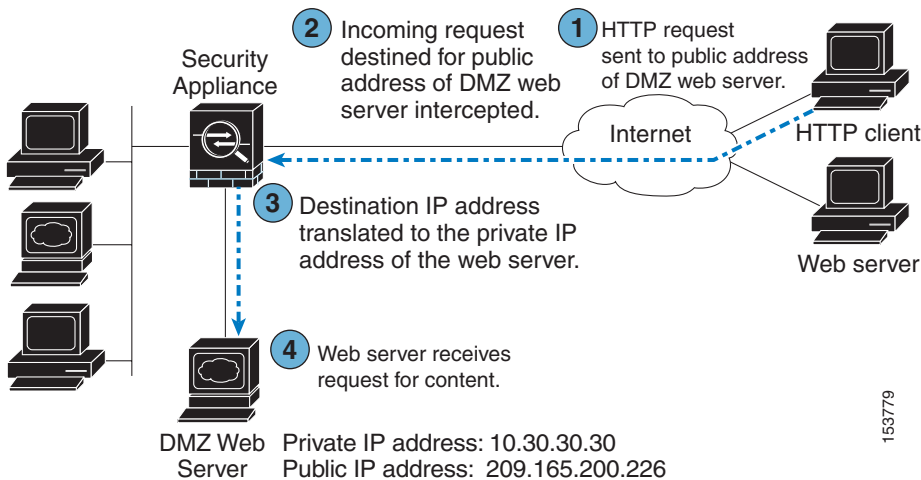 1 HTTP request
sent to public address
of DMZ web server.
2 Incoming request
destined for public
address of DMZ web
server intercepted.
Security
Appliance
Internet
HTTP client
3 Destination IP address
translated to the private IP
address of the web server.
Web server
4 Web server receives
request for content.
DMZ Web
Server
Private IP address: 10.30.30.30
Public IP address: 209.165.200.226
153779